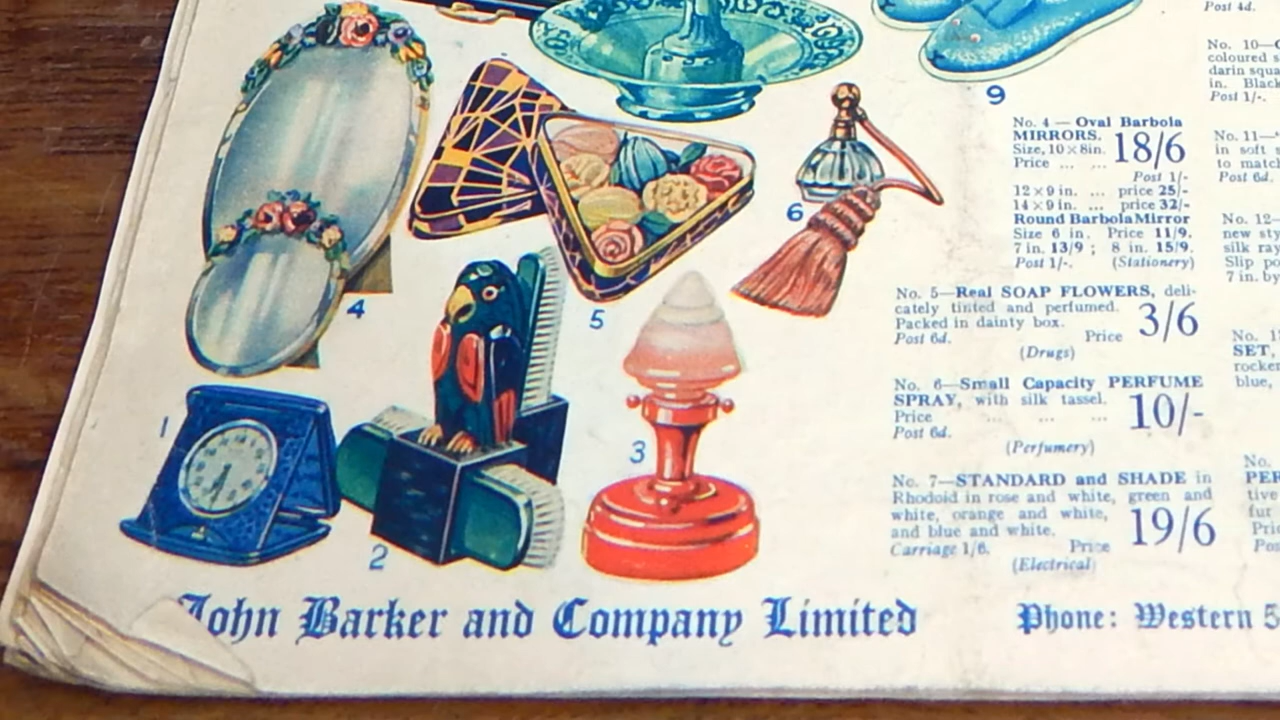 Post 4d.
No. 10—
coloured s
darin squa
in. Black
Post 1/-.
9
No. 4 — Oval Barbola
MIRRORS.
Size, 10 × 8in. 18/6
Price ... ...
Post 1/-
12 × 9 in. ... price 25/-
14 × 9 in. ... price 32/-
Round Barbola Mirror
Size 6 in. Price 11/9.
7 in. 13/9 ; 8 in. 15/9.
Post 1/-. (Stationery)
No. 11—
in soft s
to match
Post 6d.
No. 12—
new sty
silk ray
Slip po
7 in. by
6
4
5
No. 5—Real SOAP FLOWERS, deli-
cately tinted and perfumed.
Packed in dainty box.
Price 3/6
Post 6d.
(Drugs)
SET,
rocker
blue,
No. 6—Small Capacity PERFUME
SPRAY, with silk tassel.
Price ... ... ... 10/-
Post 6d.
(Perfumery)
1
3
2
No. 7—STANDARD and SHADE in
Rhodoid in rose and white, green and
white, orange and white,
and blue and white. 19/6
Carriage 1/6. Price
(Electrical)
No.
PER
tive
fur
Pri
Pos
John Barker and Company Limited
Phone: Western 5